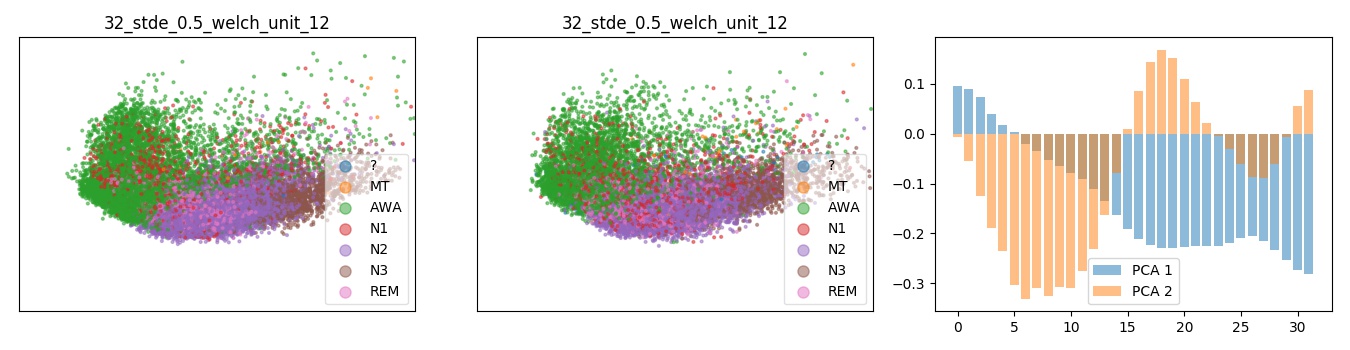 32_stde_0.5_welch_unit_12
?
MT
AWA
N1
N2
N3
REM
32_stde_0.5_welch_unit_12
?
MT
AWA
N1
N2
N3
REM
0.1
0.0
−0.1
−0.2
−0.3
PCA 1
PCA 2
0 5 10 15 20 25 30